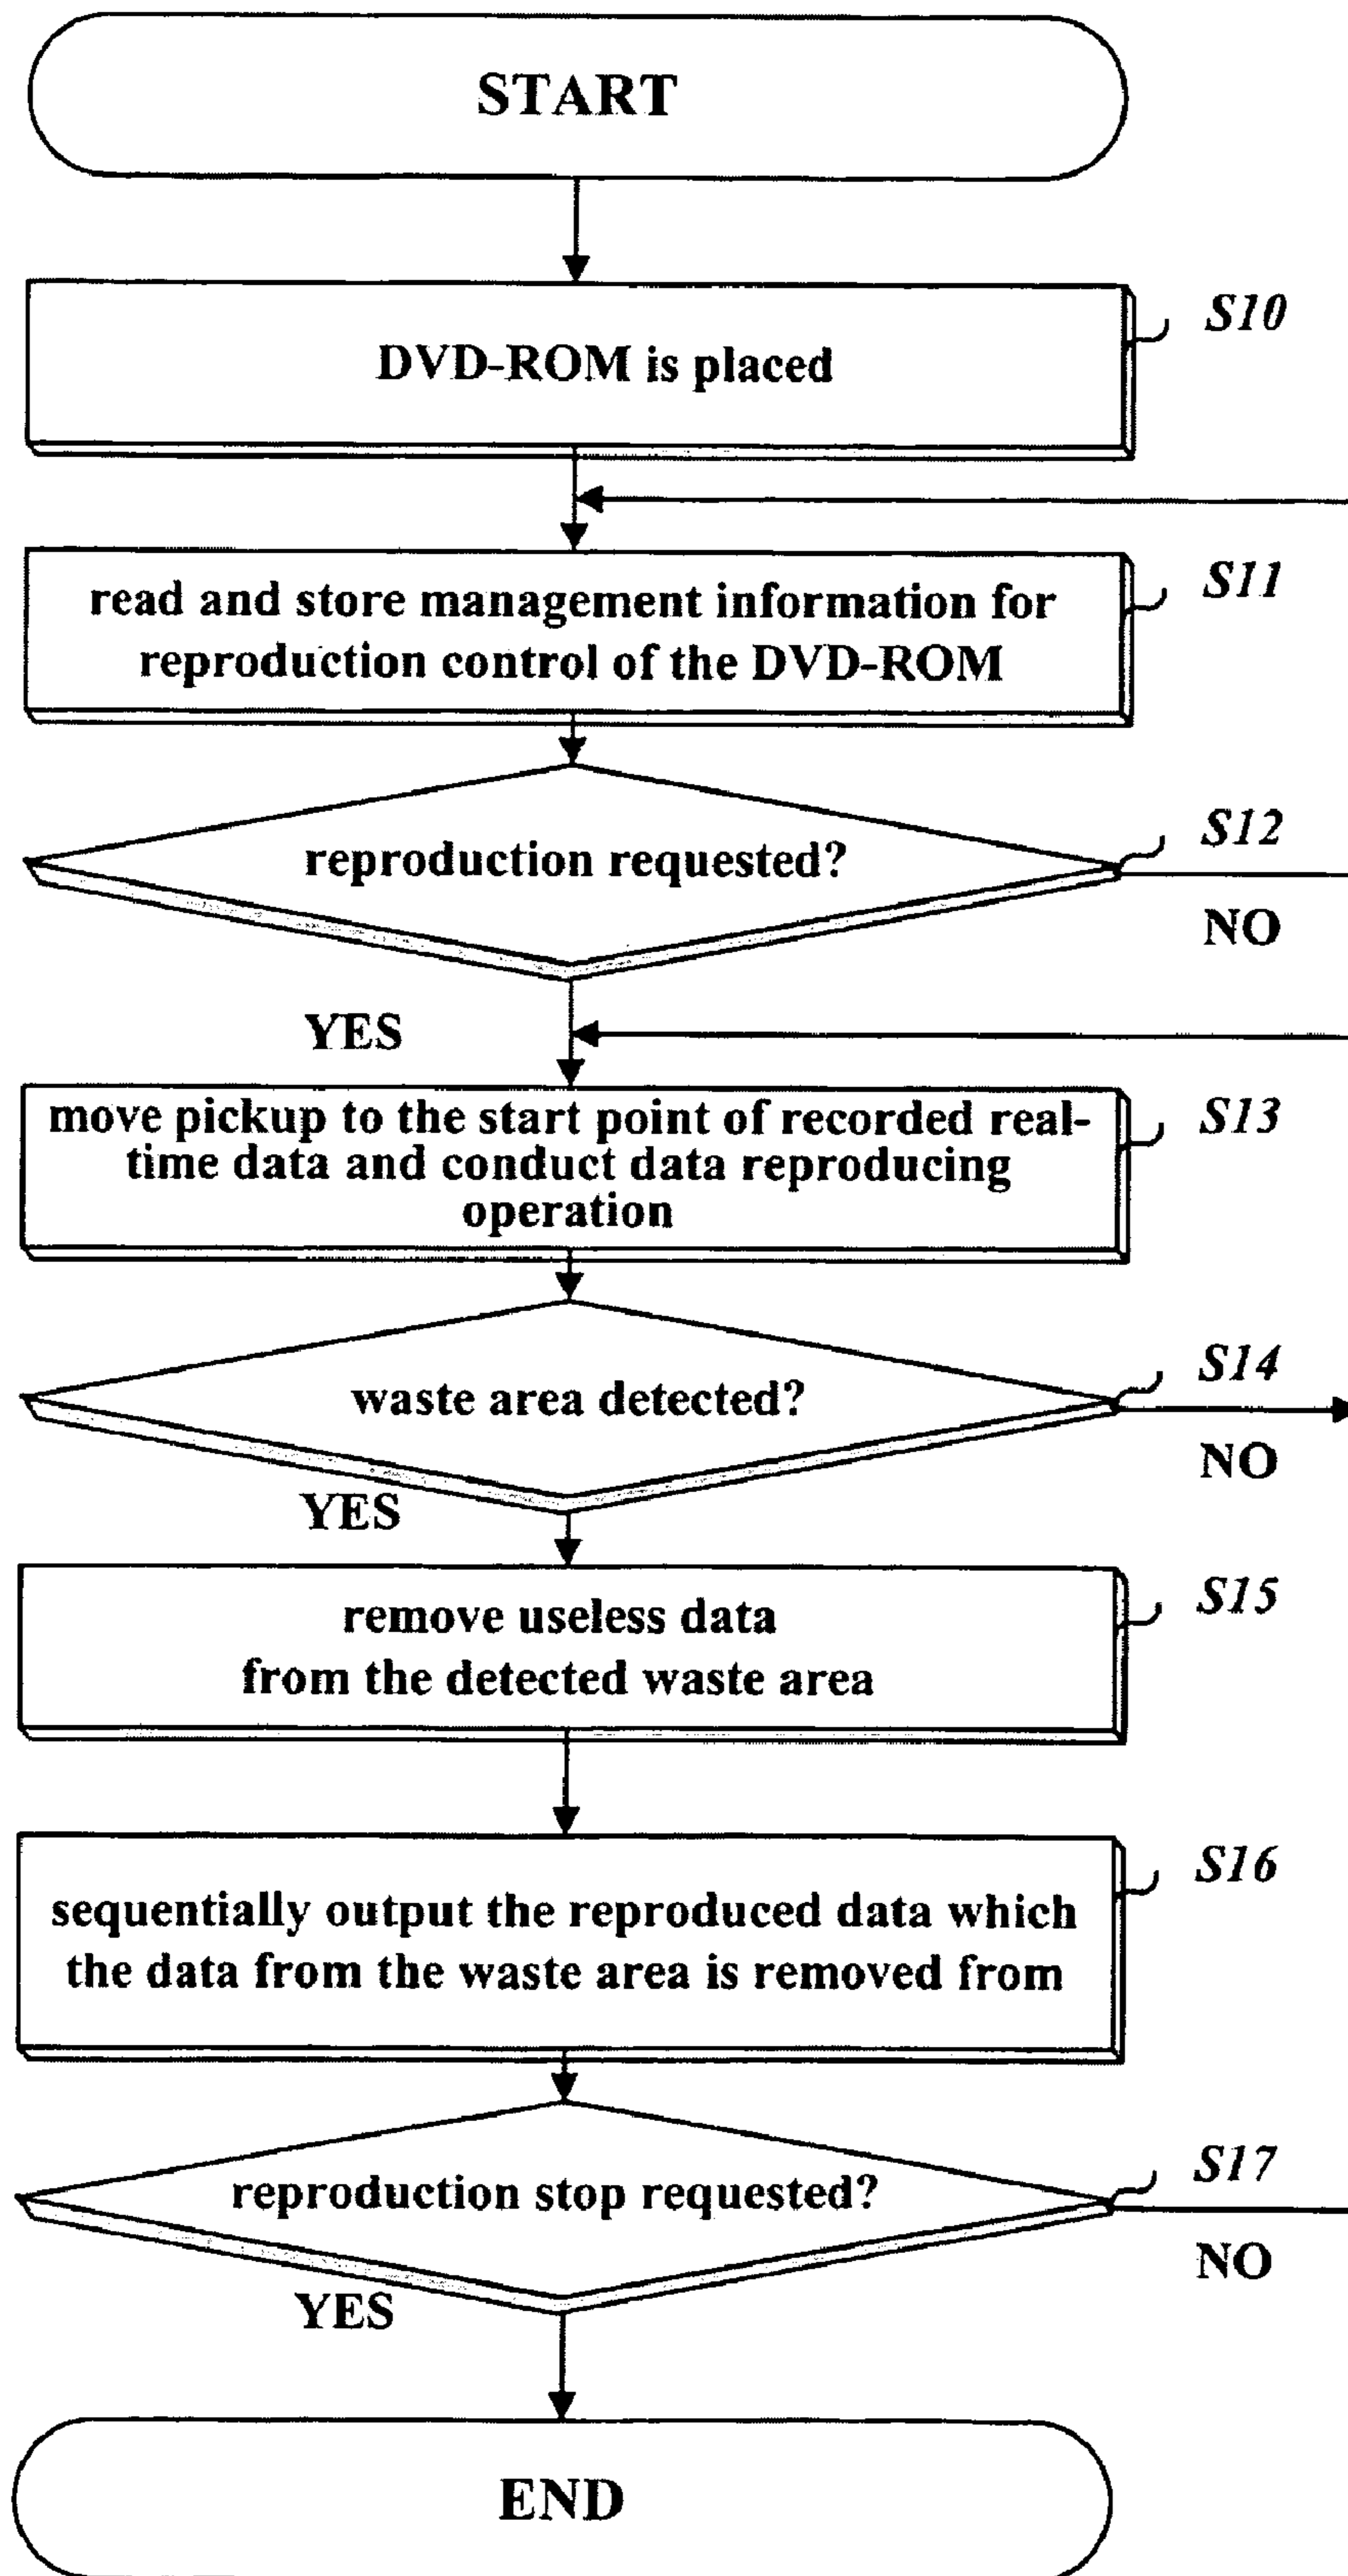 START
DVD-ROM is placed
S10
read and store management information for
reproduction control of the DVD-ROM
S11
reproduction requested?
S12
NO
YES
move pickup to the start point of recorded real-
time data and conduct data reproducing
operation
S13
waste area detected?
S14
NO
YES
remove useless data
from the detected waste area
S15
sequentially output the reproduced data which
the data from the waste area is removed from
S16
reproduction stop requested?
S17
NO
YES
END